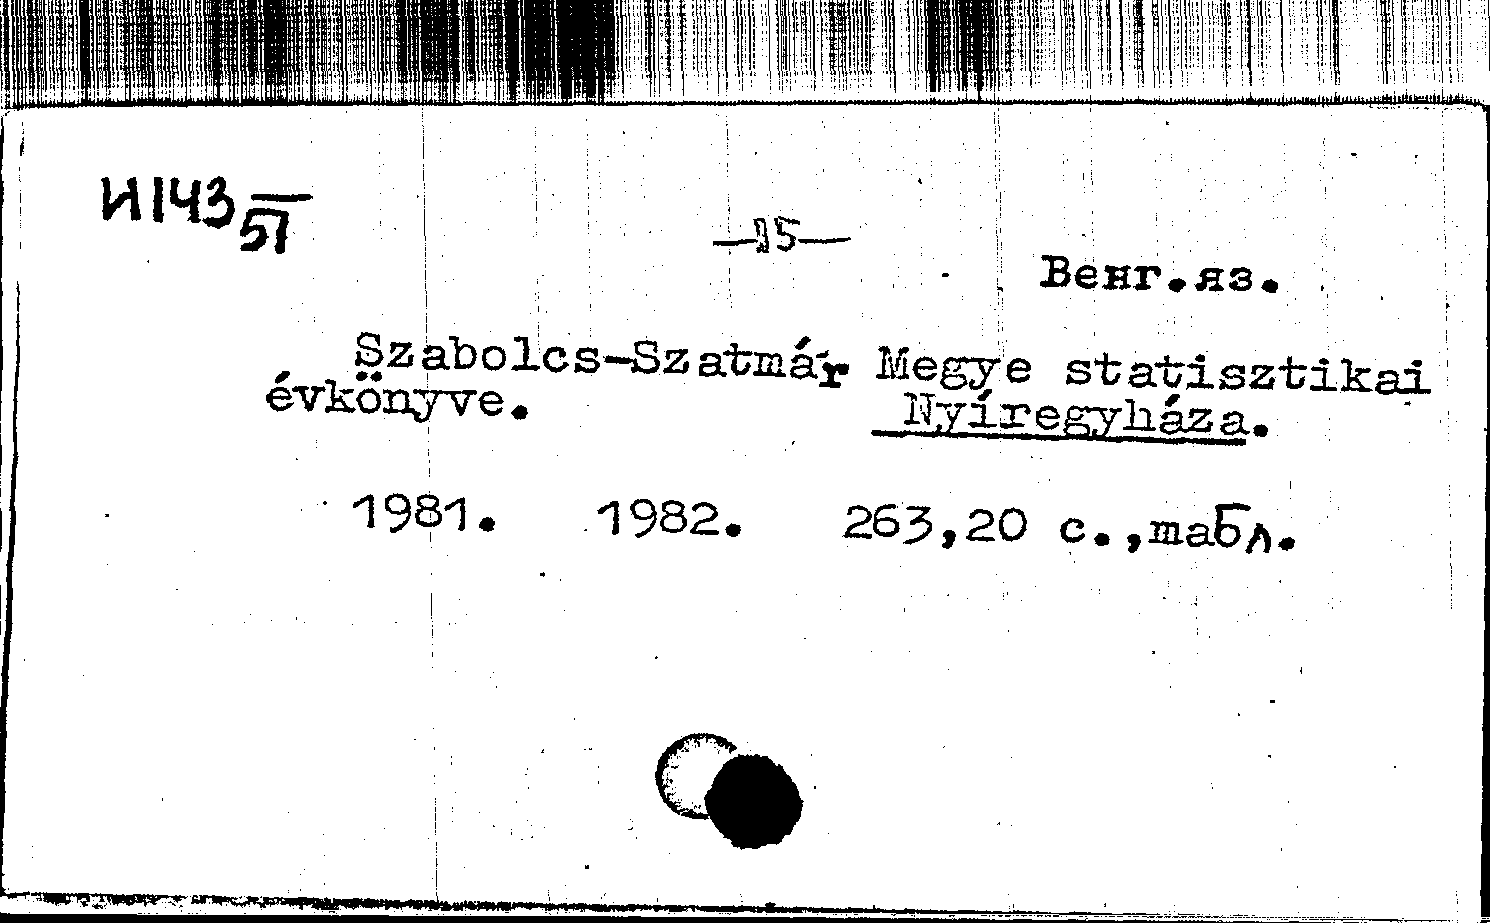 И143
51
—15—
Венг.яз.
Szabolcs-Szatmár Megye statisztikai
évkönyve. Nyíregyháza.
1981. 1982. 263,20 с.,табл.